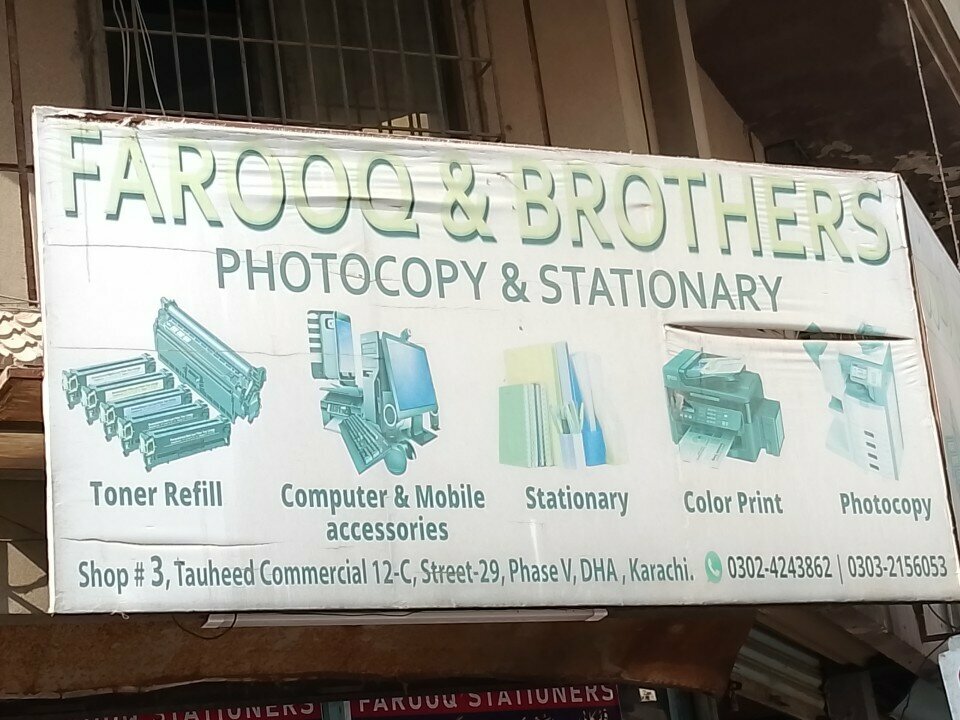 FAROOQ & BROTHERS
PHOTOCOPY & STATIONARY
Toner Refill
Computer & Mobile
accessories
Stationary
Color Print
Photocopy
Shop # 3, Tauheed Commercial 12-C, Street-29, Phase V, DHA , Karachi. 0302-4243862 | 0303-2156053
STATIONERS
FAROOQ STATIONERS